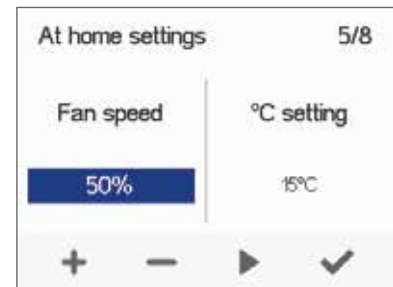 At home settings 5/8
Fan speed °C setting
50% 15°C
+ − ▶ ✓